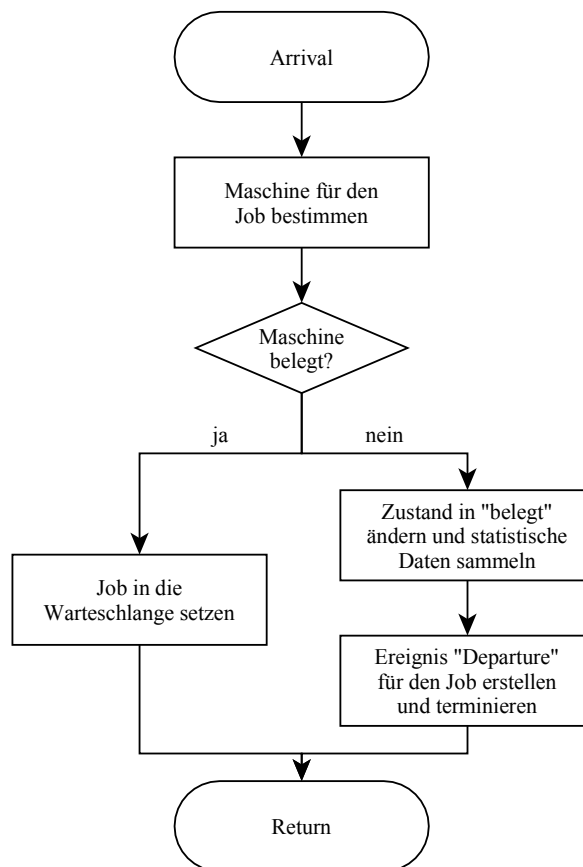 Arrival
Maschine für den
Job bestimmen
Maschine
belegt?
ja
nein
Zustand in "belegt"
ändern und statistische
Daten sammeln
Job in die
Warteschlange setzen
Ereignis "Departure"
für den Job erstellen
und terminieren
Return